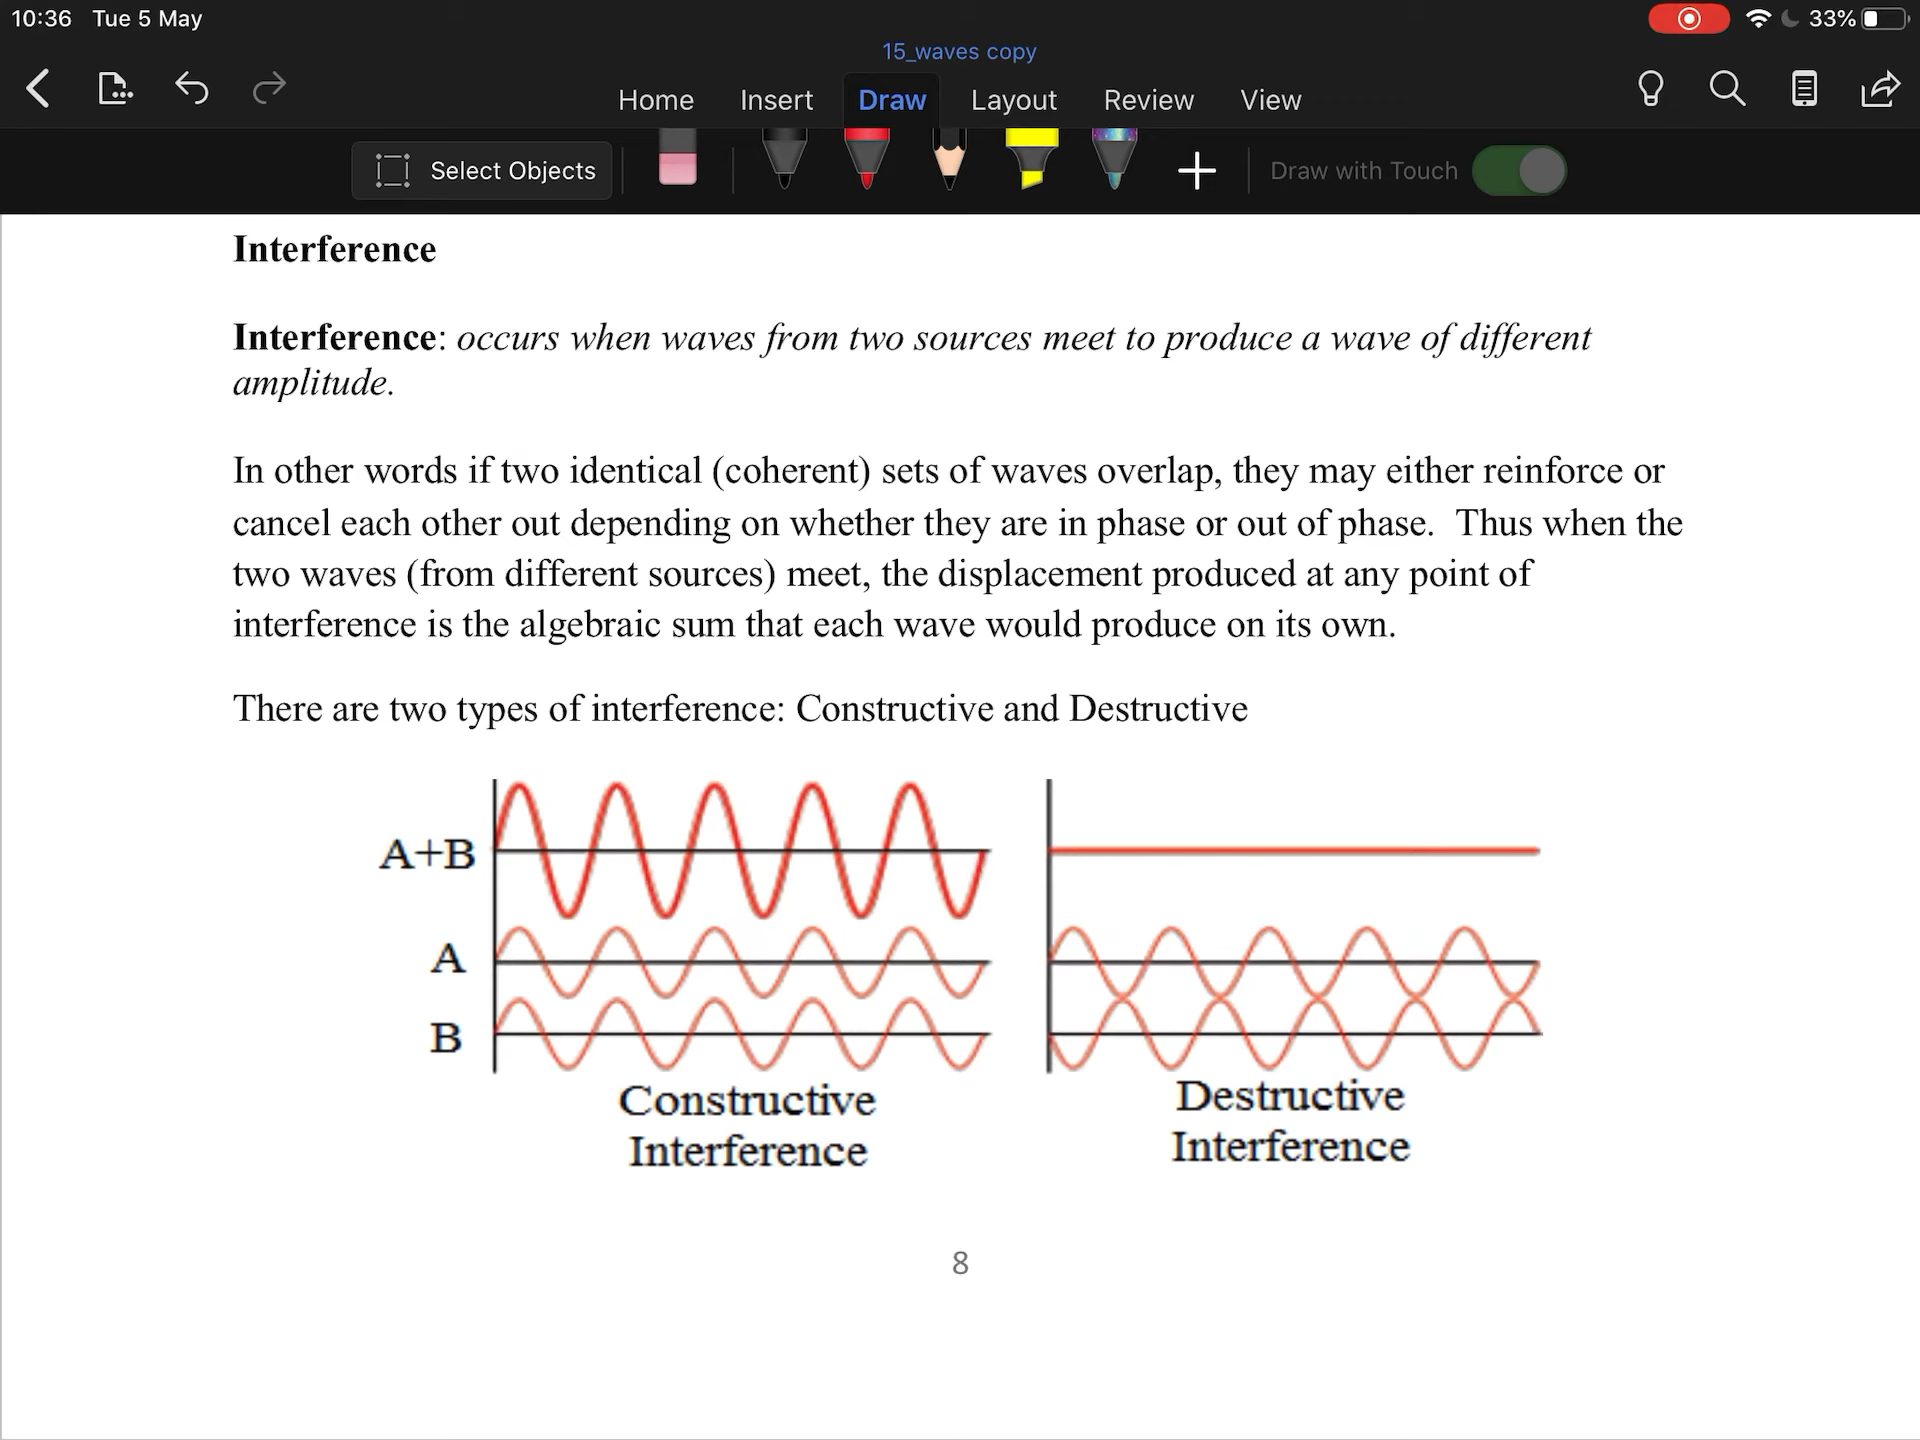 10:36 Tue 5 May 33%
15_waves copy
Home Insert Draw Layout Review View
Select Objects Draw with Touch
Interference
Interference: occurs when waves from two sources meet to produce a wave of different
amplitude.
In other words if two identical (coherent) sets of waves overlap, they may either reinforce or
cancel each other out depending on whether they are in phase or out of phase. Thus when the
two waves (from different sources) meet, the displacement produced at any point of
interference is the algebraic sum that each wave would produce on its own.
There are two types of interference: Constructive and Destructive
A+B
A
B
Constructive
Interference
Destructive
Interference
8